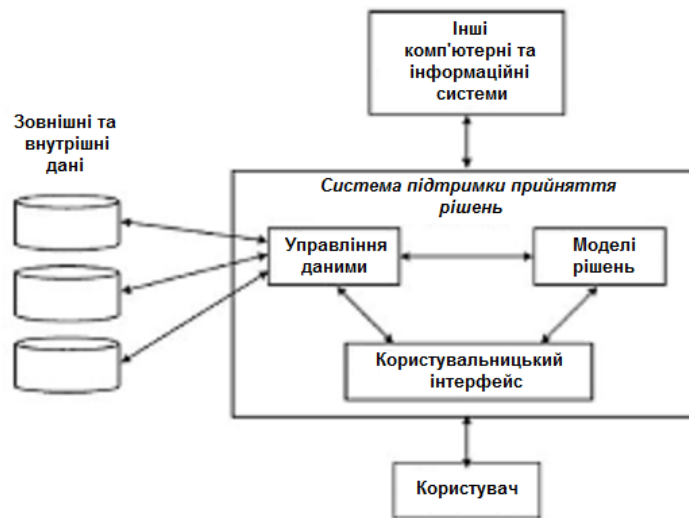 Інші
комп'ютерні та
інформаційні
системи
Зовнішні та
внутрішні
дані
Система підтримки прийняття
рішень
Управління
даними
Моделі
рішень
Користувальницький
інтерфейс
Користувач